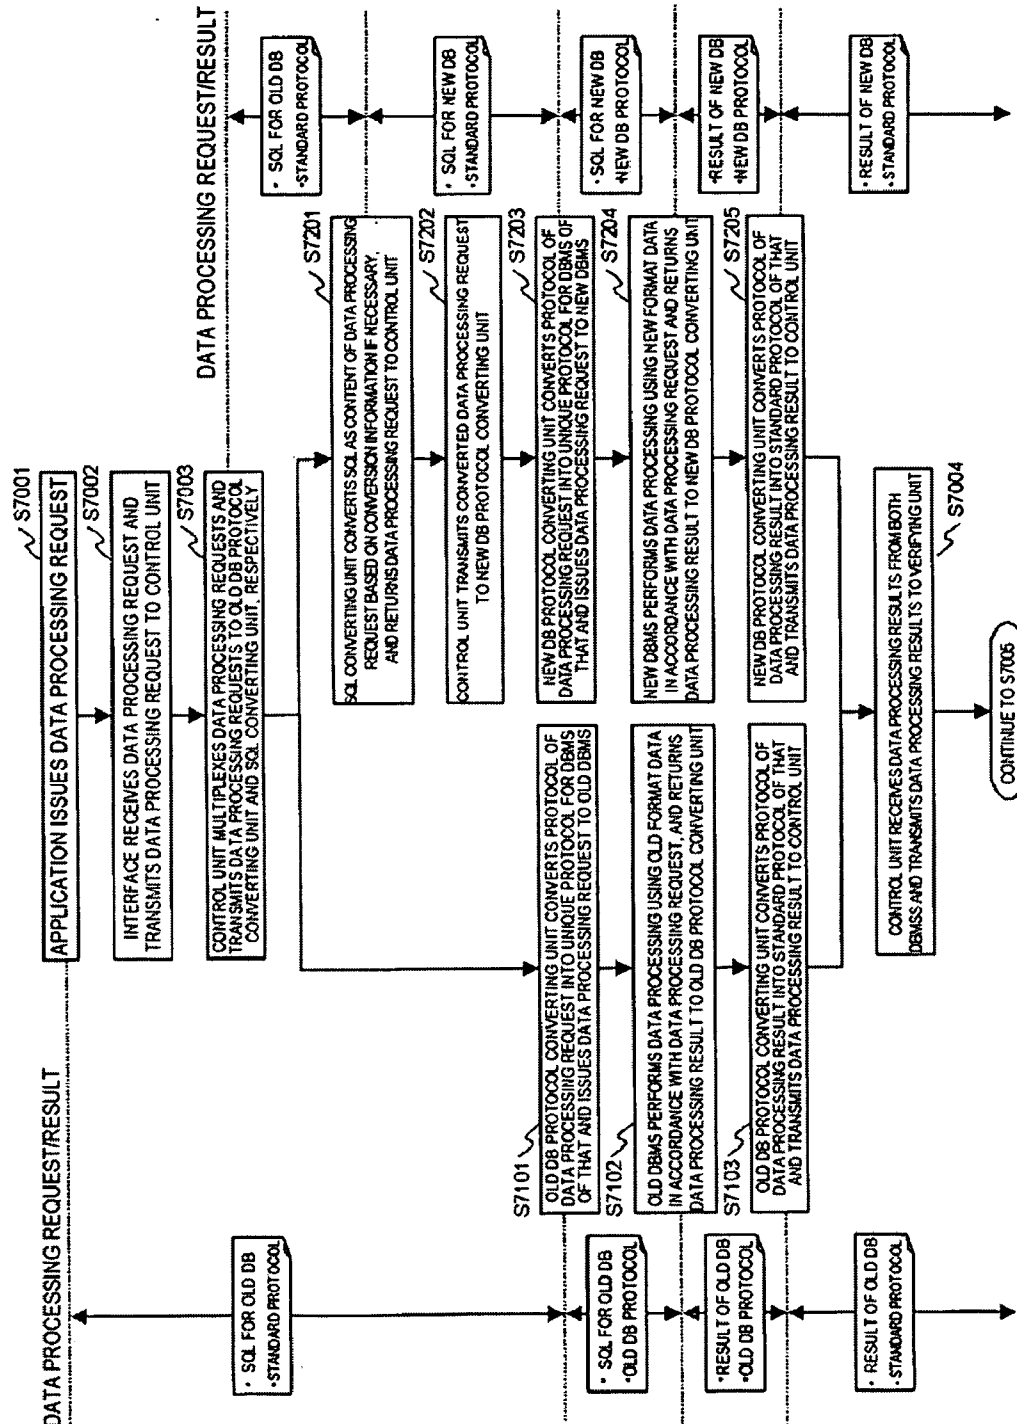 DATA PROCESSING REQUEST/RESULT
DATA PROCESSING REQUEST/RESULT
S7001
APPLICATION ISSUES DATA PROCESSING REQUEST
S7002
INTERFACE RECEIVES DATA PROCESSING REQUEST AND
TRANSMITS DATA PROCESSING REQUEST TO CONTROL UNIT
S7003
CONTROL UNIT MULTIPLEXES DATA PROCESSING REQUESTS AND
TRANSMITS DATA PROCESSING REQUESTS TO OLD DB PROTOCOL
CONVERTING UNIT AND SQL CONVERTING UNIT, RESPECTIVELY
• SQL FOR OLD DB
•STANDARD PROTOCOL
S7101
OLD DB PROTOCOL CONVERTING UNIT CONVERTS PROTOCOL OF
DATA PROCESSING REQUEST INTO UNIQUE PROTOCOL FOR DBMS
OF THAT AND ISSUES DATA PROCESSING REQUEST TO OLD DBMS
• SQL FOR OLD DB
•OLD DB PROTOCOL
S7102
OLD DBMS PERFORMS DATA PROCESSING USING OLD FORMAT DATA
IN ACCORDANCE WITH DATA PROCESSING REQUEST, AND RETURNS
DATA PROCESSING RESULT TO OLD DB PROTOCOL CONVERTING UNIT
•RESULT OF OLD DB
•OLD DB PROTOCOL
S7103
OLD DB PROTOCOL CONVERTING UNIT CONVERTS PROTOCOL OF
DATA PROCESSING RESULT INTO STANDARD PROTOCOL OF THAT
AND TRANSMITS DATA PROCESSING RESULT TO CONTROL UNIT
• RESULT OF OLD DB
•STANDARD PROTOCOL
S7201
SQL CONVERTING UNIT CONVERTS SQL AS CONTENT OF DATA PROCESSING
REQUEST BASED ON CONVERSION INFORMATION IF NECESSARY,
AND RETURNS DATA PROCESSING REQUEST TO CONTROL UNIT
• SQL FOR OLD DB
•STANDARD PROTOCOL
S7202
CONTROL UNIT TRANSMITS CONVERTED DATA PROCESSING REQUEST
TO NEW DB PROTOCOL CONVERTING UNIT
• SQL FOR NEW DB
•STANDARD PROTOCOL
S7203
NEW DB PROTOCOL CONVERTING UNIT CONVERTS PROTOCOL OF
DATA PROCESSING REQUEST INTO UNIQUE PROTOCOL FOR DBMS OF
THAT AND ISSUES DATA PROCESSING REQUEST TO NEW DBMS
• SQL FOR NEW DB
•NEW DB PROTOCOL
S7204
NEW DBMS PERFORMS DATA PROCESSING USING NEW FORMAT DATA
IN ACCORDANCE WITH DATA PROCESSING REQUEST AND RETURNS
DATA PROCESSING RESULT TO NEW DB PROTOCOL CONVERTING UNIT
•RESULT OF NEW DB
•NEW DB PROTOCOL
S7205
NEW DB PROTOCOL CONVERTING UNIT CONVERTS PROTOCOL OF
DATA PROCESSING RESULT INTO STANDARD PROTOCOL OF THAT
AND TRANSMITS DATA PROCESSING RESULT TO CONTROL UNIT
• RESULT OF NEW DB
•STANDARD PROTOCOL
S7004
CONTROL UNIT RECEIVES DATA PROCESSING RESULTS FROM BOTH
DBMSS AND TRANSMITS DATA PROCESSING RESULTS TO VERIFYING UNIT
CONTINUE TO S7005